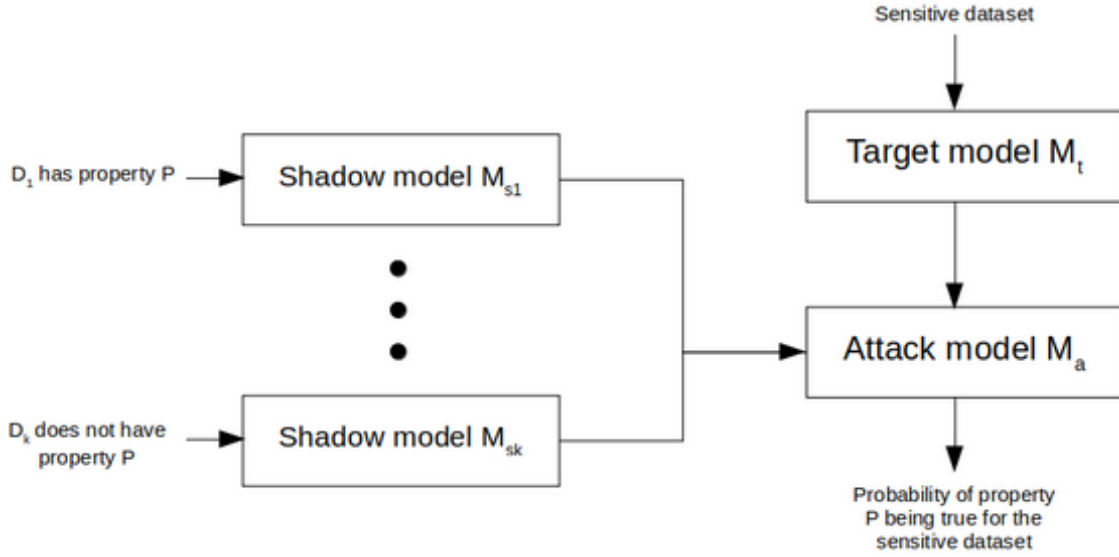 Sensitive dataset
Target model Mₜ
D₁ has property P
Shadow model Mₛ₁
Attack model Mₐ
Dₖ does not have
property P
Shadow model Mₛₖ
Probability of property
P being true for the
sensitive dataset